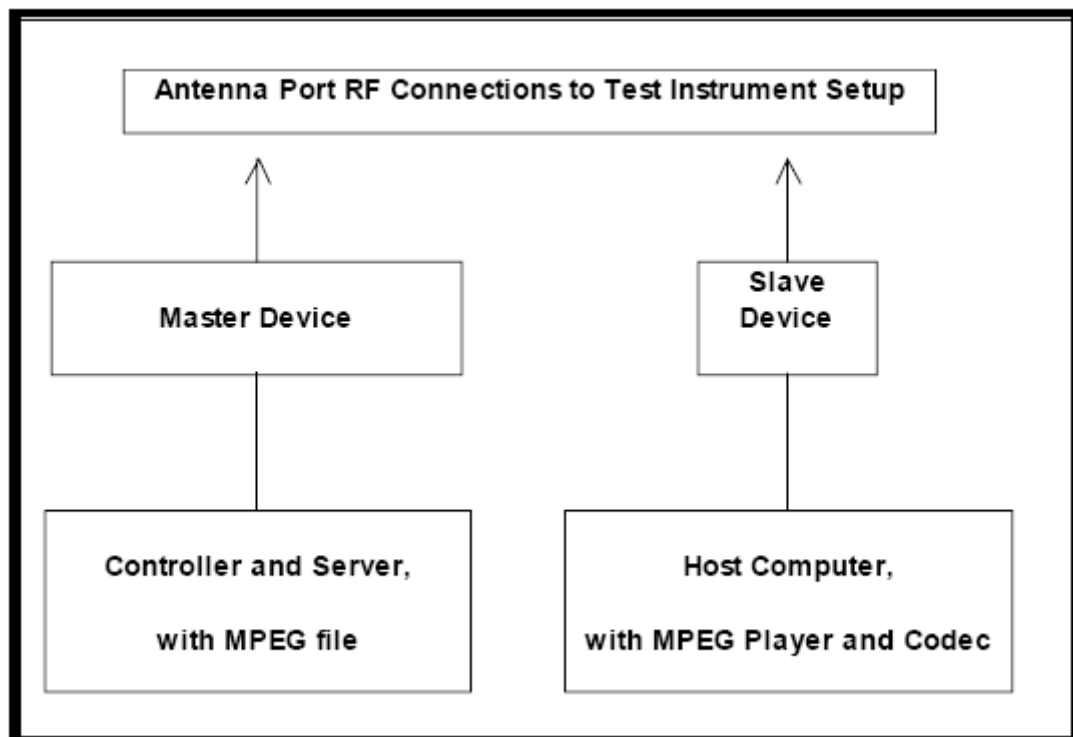 Antenna Port RF Connections to Test Instrument Setup
Master Device
Slave
Device
Controller and Server,
with MPEG file
Host Computer,
with MPEG Player and Codec